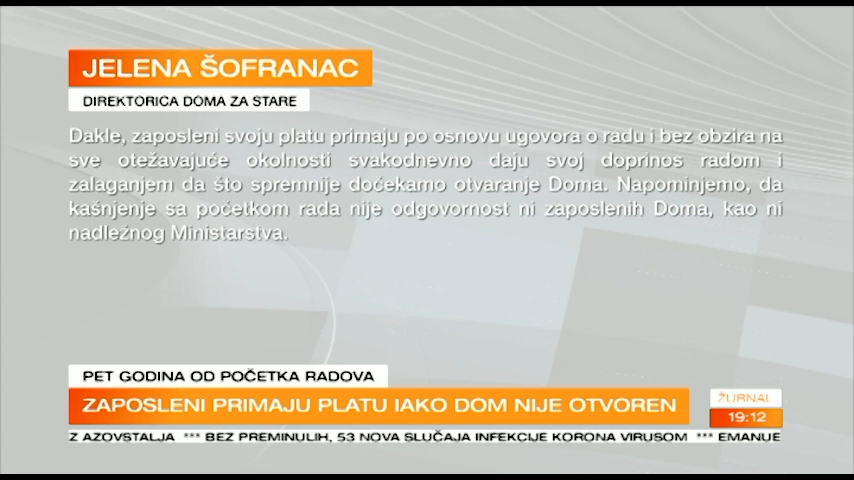 JELENA ŠOFRANAC
DIREKTORICA DOMA ZA STARE
Dakle, zaposleni svoju platu primaju po osnovu ugovora o radu i bez obzira na
sve otežavajuće okolnosti svakodnevno daju svoj doprinos radom i
zalaganjem da što spremnije doćekamo otvaranje Doma. Napominjemo, da
kašnjenje sa poćetkom rada nije odgovornost ni zaposlenih Doma, kao ni
nadležnog Ministarstva.
PET GODINA OD POČETKA RADOVA
ZAPOSLENI PRIMAJU PLATU IAKO DOM NIJE OTVOREN
ŽURNAL
19:12
Z AZOVSTALJA *** BEZ PREMINULIH, 53 NOVA SLUČAJA INFEKCIJE KORONA VIRUSOM *** EMANUE